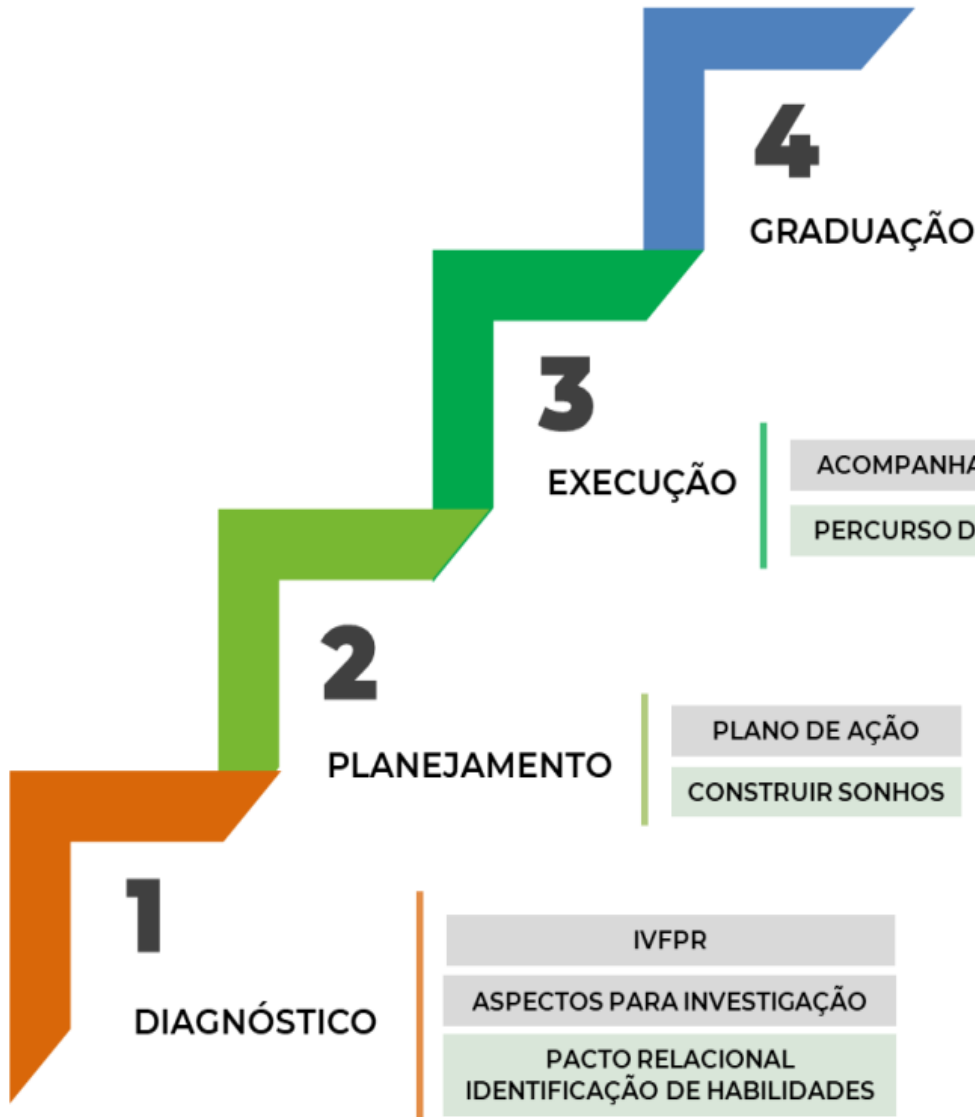 4
GRADUAÇÃO
3
EXECUÇÃO
ACOMPANHA
PERCURSO D
2
PLANEJAMENTO
PLANO DE AÇÃO
CONSTRUIR SONHOS
1
DIAGNÓSTICO
IVFPR
ASPECTOS PARA INVESTIGAÇÃO
PACTO RELACIONAL
IDENTIFICAÇÃO DE HABILIDADES